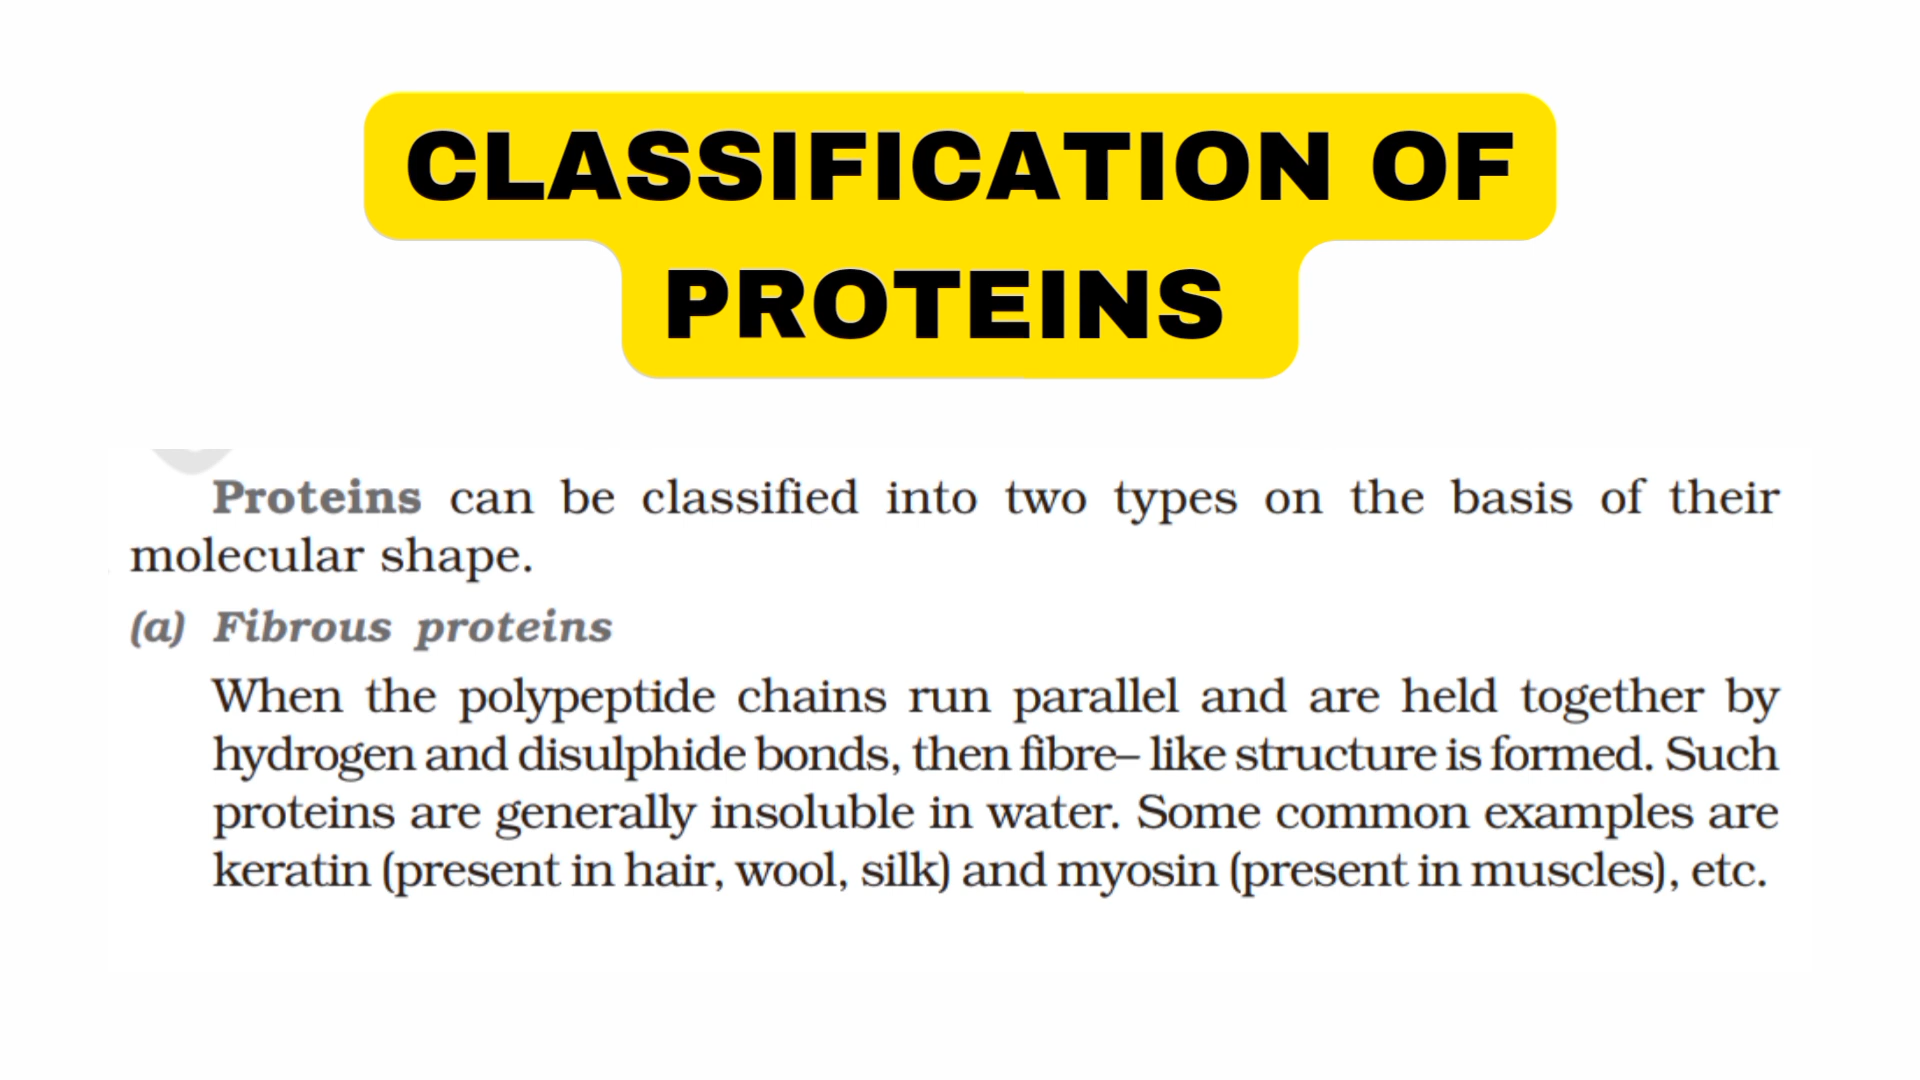 CLASSIFICATION OF
PROTEINS
Proteins can be classified into two types on the basis of their
molecular shape.
(a) Fibrous proteins
When the polypeptide chains run parallel and are held together by
hydrogen and disulphide bonds, then fibre– like structure is formed. Such
proteins are generally insoluble in water. Some common examples are
keratin (present in hair, wool, silk) and myosin (present in muscles), etc.